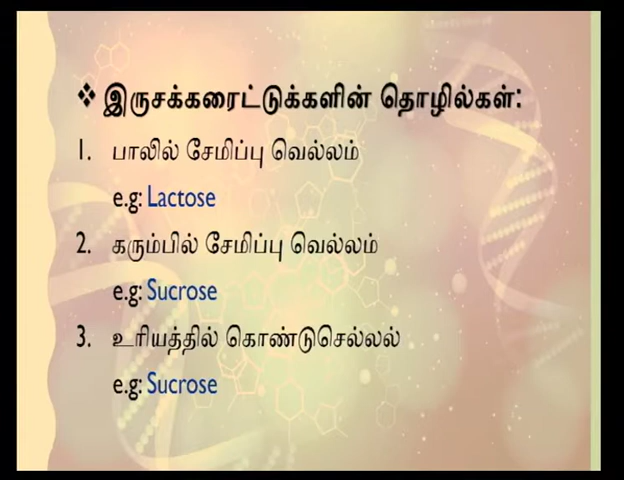 ❖ இருசக்கரைட்டுக்களின் தொழில்கள்:
1. பாலில் சேமிப்பு வெல்லம்
e.g: Lactose
2. கரும்பில் சேமிப்பு வெல்லம்
e.g: Sucrose
3. உரியத்தில் கொண்டுசெல்லல்
e.g: Sucrose